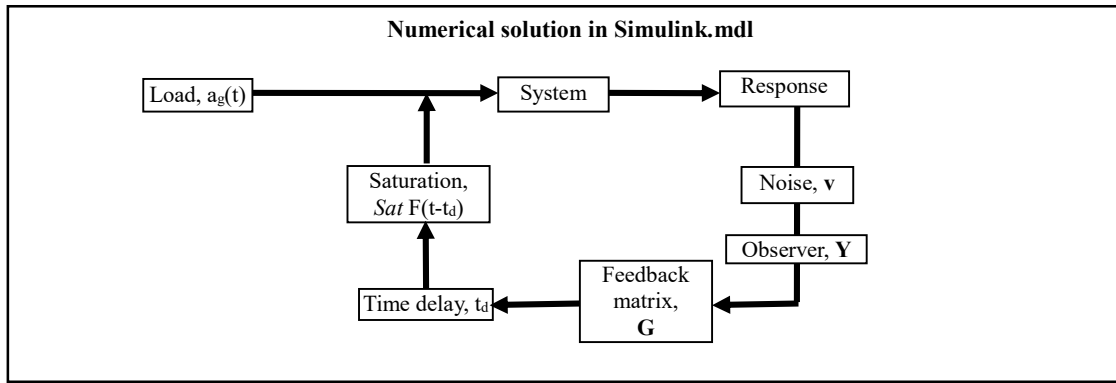 Numerical solution in Simulink.mdl
Load, ag(t)
System
Response
Saturation,
Sat F(t-td)
Noise, v
Observer, Y
Feedback
matrix,
G
Time delay, td